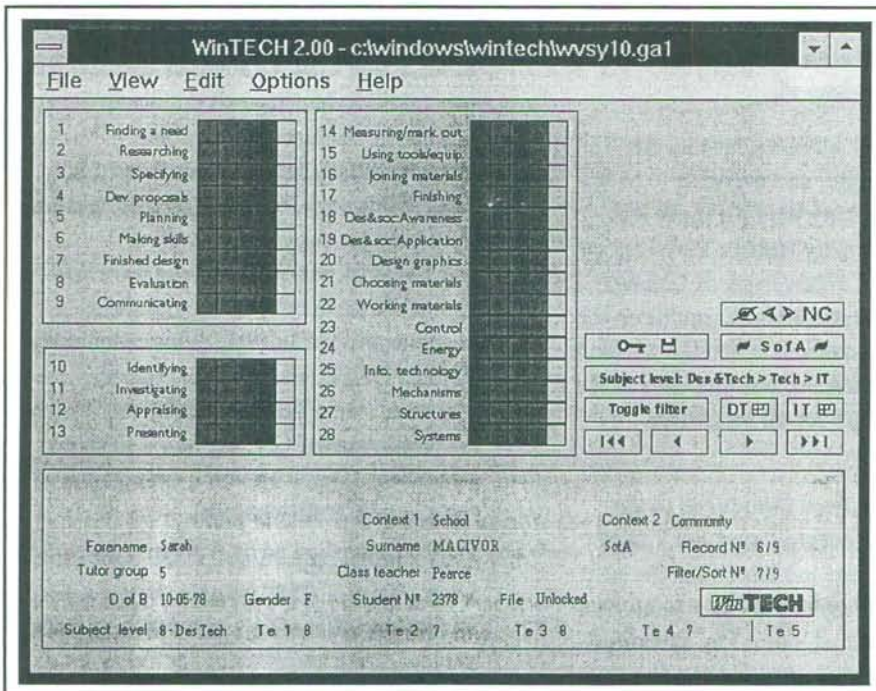 WinTECH 2.00 - c:\windows\wintech\wvsy10.ga1
File View Edit Options Help
1 Finding a need
2 Researching
3 Specifying
4 Dev. proposals
5 Planning
6 Making skills
7 Finished design
8 Evaluation
9 Communicating
10 Identifying
11 Investigating
12 Appraising
13 Presenting
14 Measuring/mark. out
15 Using tools/equip.
16 Joining materials
17 Finishing
18 Des&soc:Awareness
19 Des&soc:Application
20 Design graphics
21 Choosing materials
22 Working materials
23 Control
24 Energy
25 Info. technology
26 Mechanisms
27 Structures
28 Systems
NC
SofA
Subject level: Des&Tech > Tech > IT
Toggle filter DT IT
Context 1 School Context 2 Community
Forename Sarah Surname MACIVOR SofA Record Nº 6/9
Tutor group 5 Class teacher Pearce Filter/Sort Nº 7/9
D of B 10-05-78 Gender F Student Nº 2378 File Unlocked WinTECH
Subject level 8-Des Tech Te 1 8 Te 2 7 Te 3 8 Te 4 7 Te 5